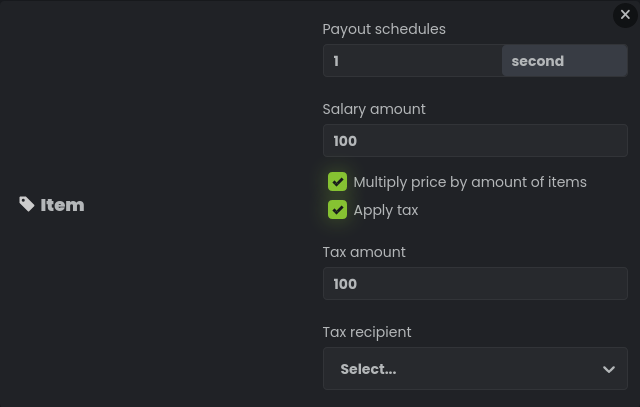 Payout schedules
1 second
Salary amount
100
Multiply price by amount of items
Item
Apply tax
Tax amount
100
Tax recipient
Select...